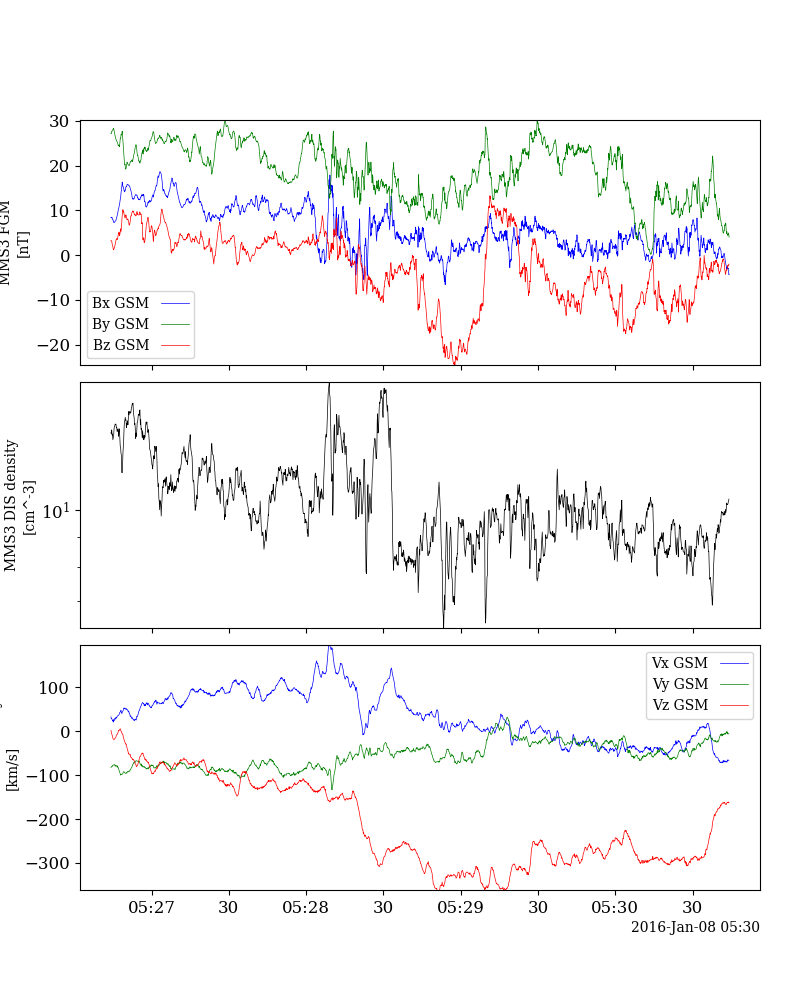 MMS3 FGM
[nT]
30
20
10
0
−10
−20
Bx GSM
By GSM
Bz GSM
MMS3 DIS density
[cm^-3]
10^1
[km/s]
100
0
−100
−200
−300
Vx GSM
Vy GSM
Vz GSM
05:27 30 05:28 30 05:29 30 05:30 30
2016-Jan-08 05:30